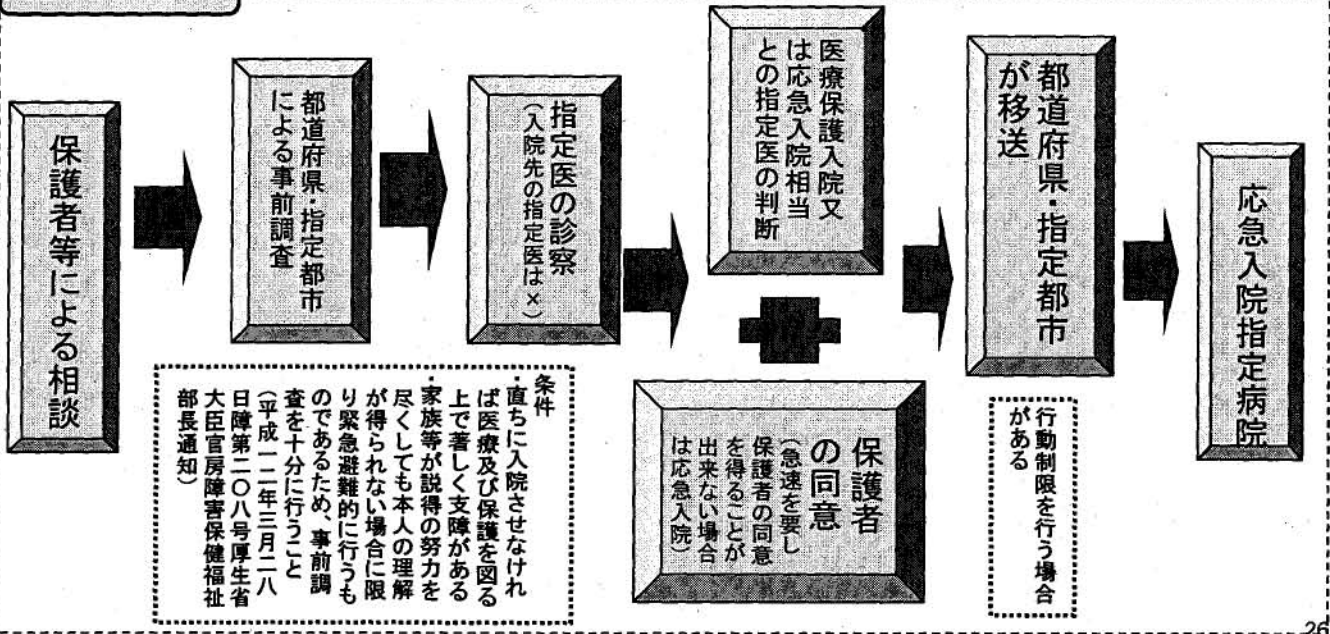 保護者等による相談
都道府県・指定都市
による事前調査
指定医の診察
(入院先の指定医は×)
医療保護入院又
は応急入院相当
との指定医の判断
保護者
の同意
(急速を要し
保護者の同意
を得ることが
出来ない場合
は応急入院)
都道府県・指定都市
が移送
応急入院指定病院
条件
・直ちに入院させなけれ
ば医療及び保護を図る
上で著しく支障がある
・家族等が説得の努力を
尽くしても本人の理解
が得られない場合に限
り緊急避難的に行うも
のであるため、事前調
査を十分に行うこと
(平成一二年三月二八
日障第二〇八号厚生省
大臣官房障害保健福祉
部長通知)
行動制限を行う場合
がある
26